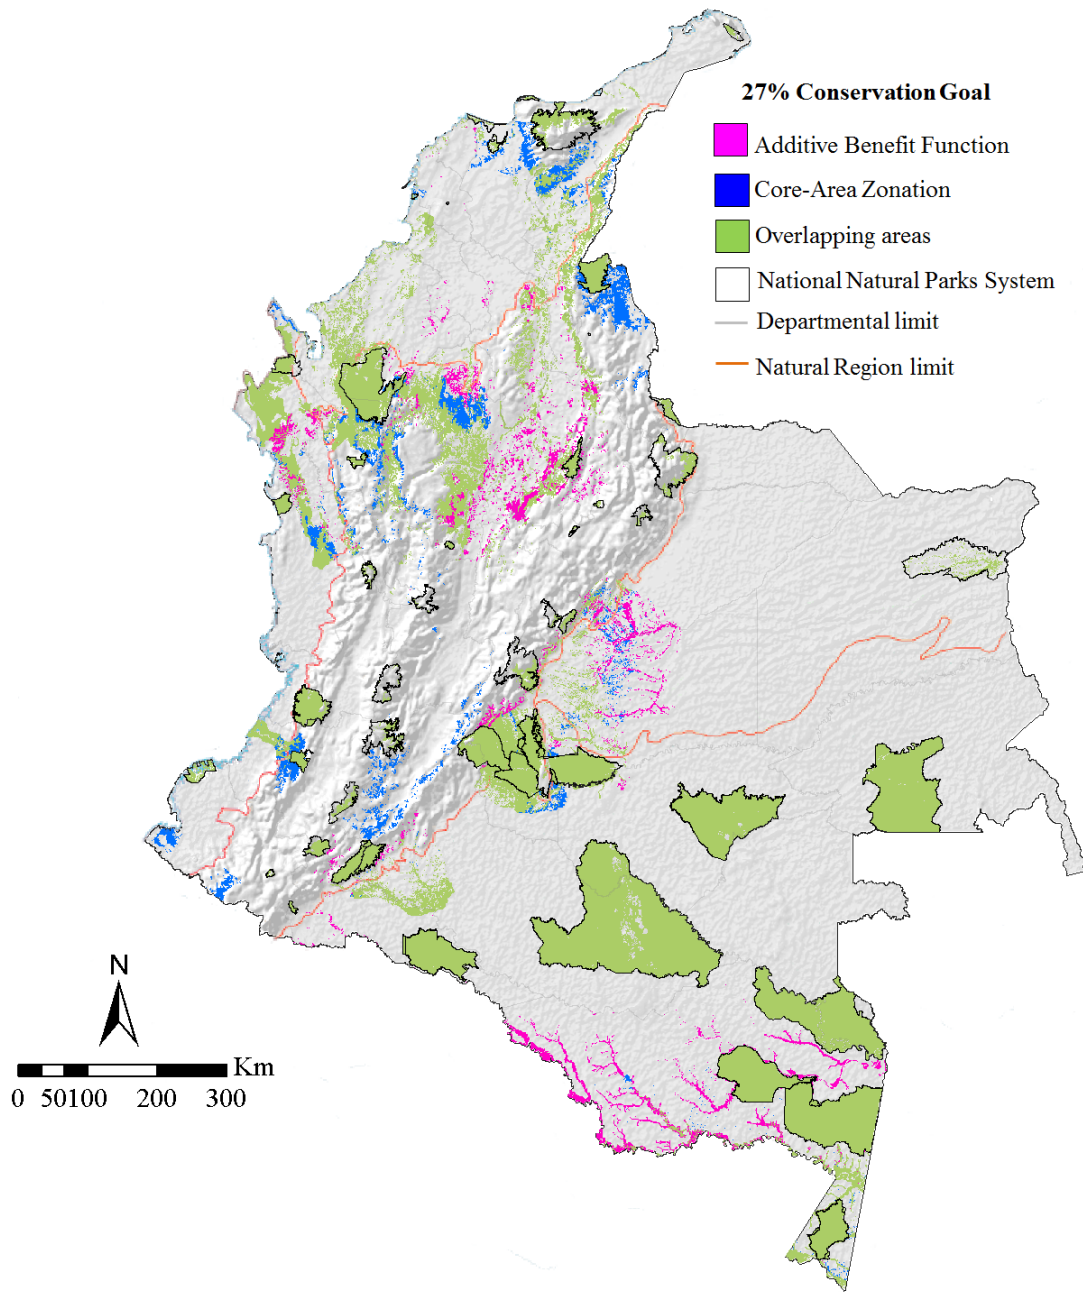 27% Conservation Goal
Additive Benefit Function
Core-Area Zonation
Overlapping areas
National Natural Parks System
Departmental limit
Natural Region limit
N
Km
0 50100 200 300